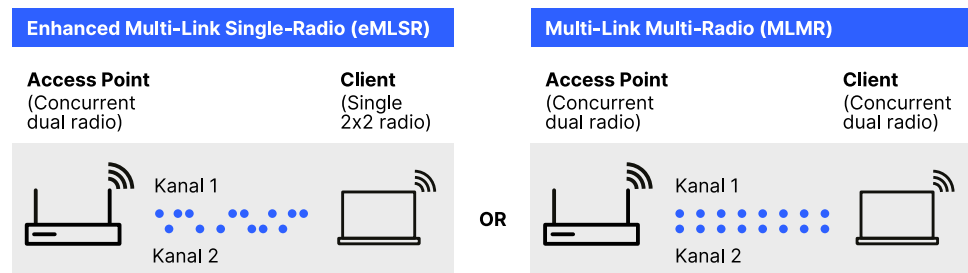 Enhanced Multi-Link Single-Radio (eMLSR)
Access Point
(Concurrent
dual radio)
Client
(Single
2x2 radio)
Kanal 1
Kanal 2
OR
Multi-Link Multi-Radio (MLMR)
Access Point
(Concurrent
dual radio)
Client
(Concurrent
dual radio)
Kanal 1
Kanal 2